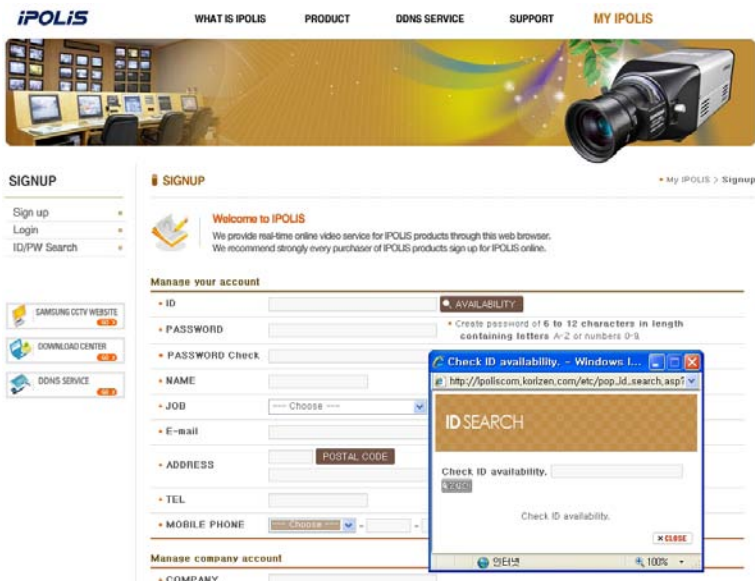 iPOLiS
WHAT IS IPOLIS PRODUCT DDNS SERVICE SUPPORT MY IPOLIS
SIGNUP
Sign up
Login
ID/PW Search
SAMSUNG CCTV WEBSITE
GO
DOWNLOAD CENTER
GO
DDNS SERVICE
GO
SIGNUP
My IPOLIS > Signup
Welcome to IPOLIS
We provide real-time online video service for IPOLIS products through this web browser.
We recommend strongly every purchaser of IPOLIS products sign up for IPOLIS online.
Manage your account
ID AVAILABILITY
PASSWORD
Create password of 6 to 12 characters in length
containing letters A-Z or numbers 0-9.
PASSWORD Check
NAME
JOB --- Choose ---
E-mail
ADDRESS POSTAL CODE
TEL
MOBILE PHONE --- Choose --- - -
Manage company account
COMPANY
Check ID availability. - Windows I...
http://ipoliscom.korizen.com/etc/pop_id_search.asp?
ID SEARCH
Check ID availability.
Check ID availability.
× CLOSE
인터넷 100%